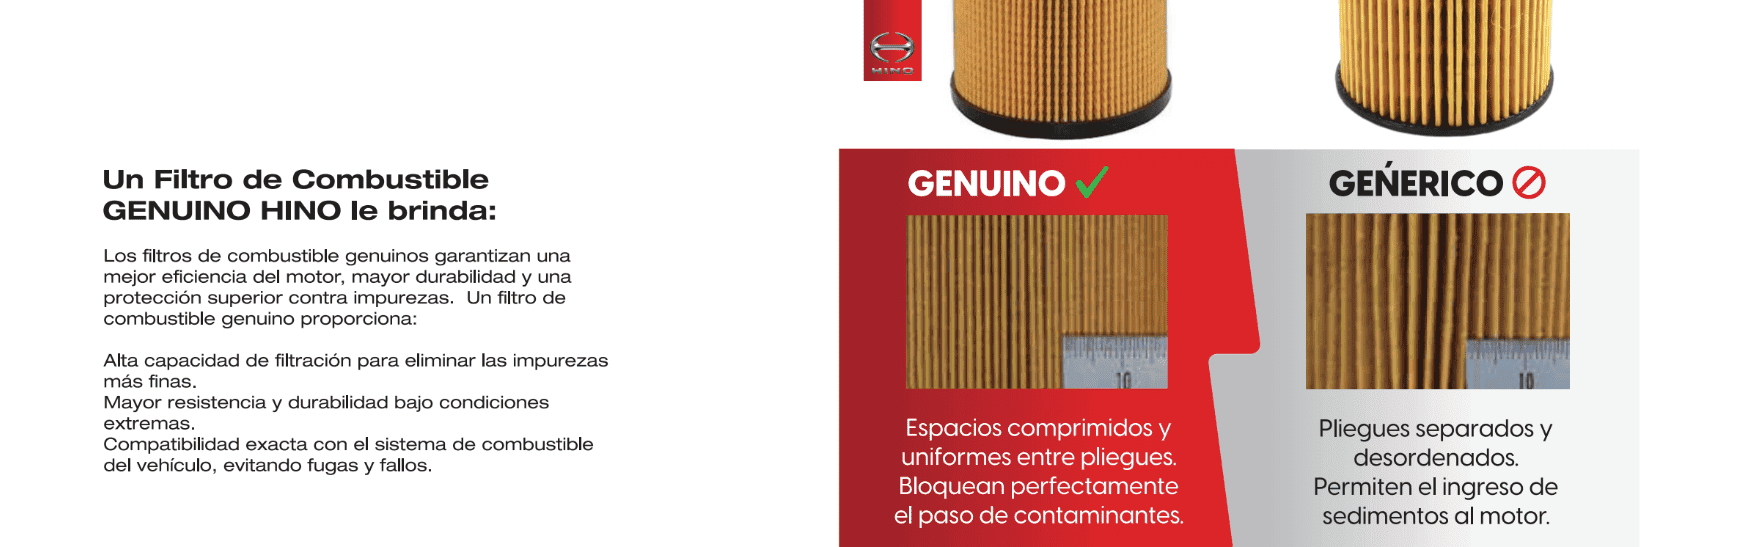 HINO
Un Filtro de Combustible
GENUINO HINO le brinda:
Los filtros de combustible genuinos garantizan una
mejor eficiencia del motor, mayor durabilidad y una
protección superior contra impurezas.  Un filtro de
combustible genuino proporciona:
Alta capacidad de filtración para eliminar las impurezas
más finas.
Mayor resistencia y durabilidad bajo condiciones
extremas.
Compatibilidad exacta con el sistema de combustible
del vehículo, evitando fugas y fallos.
GENUINO
10
Espacios comprimidos y
uniformes entre pliegues.
Bloquean perfectamente
el paso de contaminantes.
GEŃERICO
10
Pliegues separados y
desordenados.
Permiten el ingreso de
sedimentos al motor.